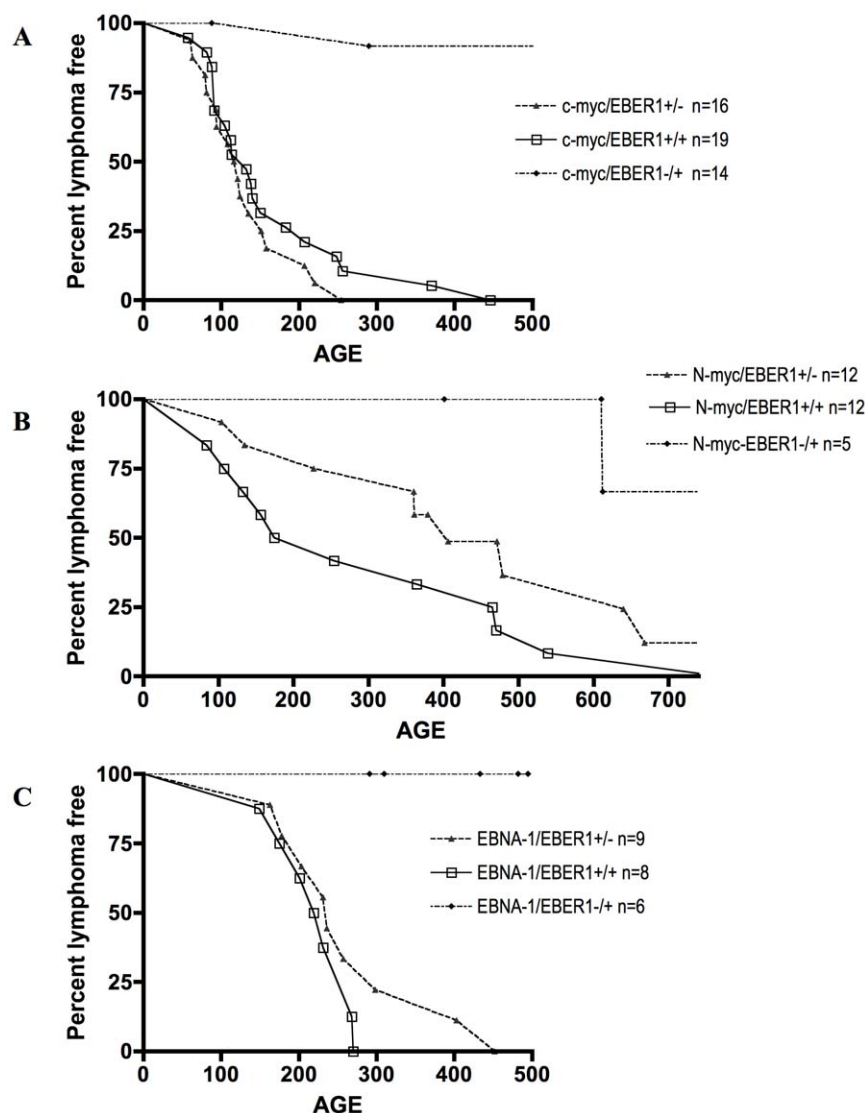 A
Percent lymphoma free
100
75
50
25
0
0 100 200 300 400 500
AGE
c-myc/EBER1+/- n=16
c-myc/EBER1+/+ n=19
c-myc/EBER1-/+ n=14
B
Percent lymphoma free
100
75
50
25
0
0 100 200 300 400 500 600 700
AGE
N-myc/EBER1+/- n=12
N-myc/EBER1+/+ n=12
N-myc-EBER1-/+ n=5
C
Percent lymphoma free
100
75
50
25
0
0 100 200 300 400 500
AGE
EBNA-1/EBER1+/- n=9
EBNA-1/EBER1+/+ n=8
EBNA-1/EBER1-/+ n=6